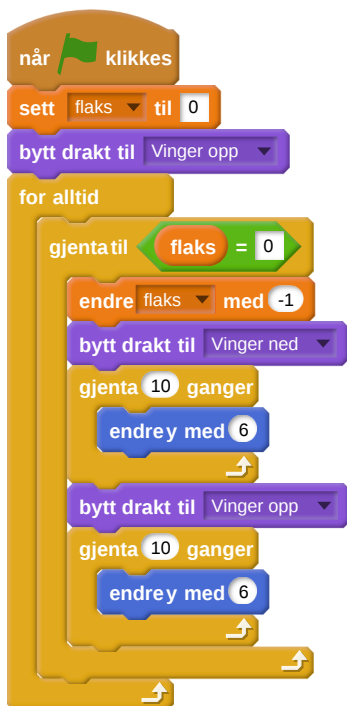 når klikkes
sett flaks til 0
bytt drakt til Vinger opp
for alltid
gjenta til flaks = 0
endre flaks med -1
bytt drakt til Vinger ned
gjenta 10 ganger
endre y med 6
bytt drakt til Vinger opp
gjenta 10 ganger
endre y med 6